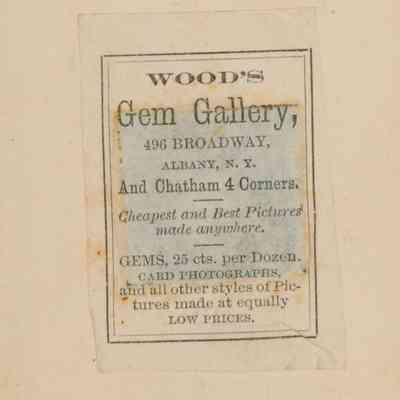 WOOD'S
Gem Gallery,
496 BROADWAY,
ALBANY, N. Y.
And Chatham 4 Corners.
Cheapest and Best Pictures
made anywhere.
GEMS, 25 cts. per Dozen.
CARD PHOTOGRAPHS,
and all other styles of Pic-
tures made at equally
LOW PRICES.